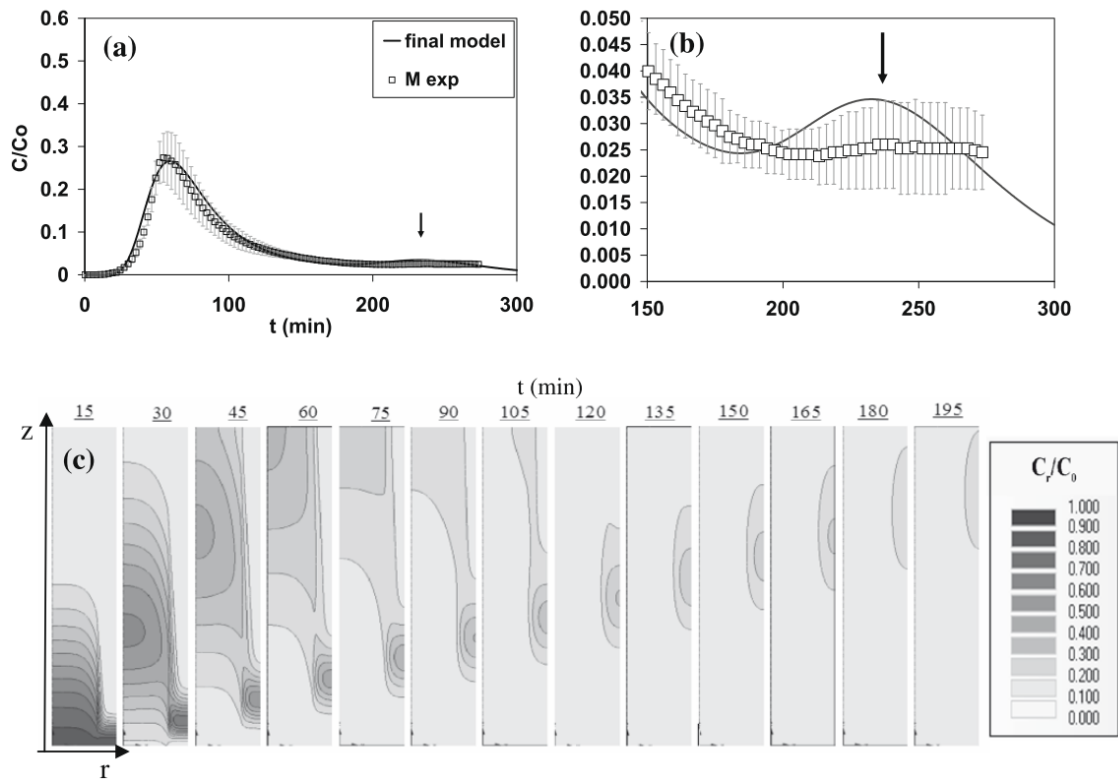 0.6
0.5
0.4
0.3
0.2
0.1
0
C/Co
(a)
final model
M exp
0 100 200 300
t (min)
0.050
0.045
0.040
0.035
0.030
0.025
0.020
0.015
0.010
0.005
0.000
(b)
150 200 250 300
t (min)
15 30 45 60 75 90 105 120 135 150 165 180 195
z
(c)
r
Cr/C0
1.000
0.900
0.800
0.700
0.600
0.500
0.400
0.300
0.200
0.100
0.000